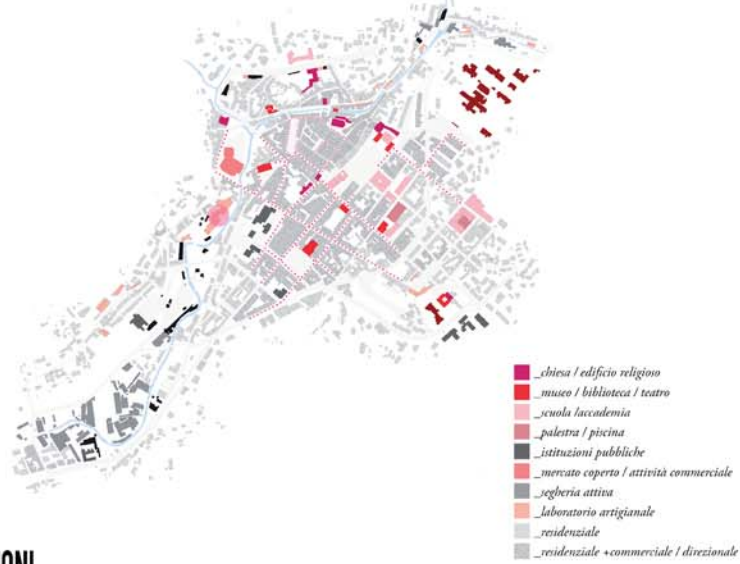 _chiesa / edificio religioso
_museo / biblioteca / teatro
_scuola /accademia
_palestra / piscina
_istituzioni pubbliche
_mercato coperto / attività commerciale
_segheria attiva
_laboratorio artigianale
_residenziale
_residenziale +commerciale / direzionale